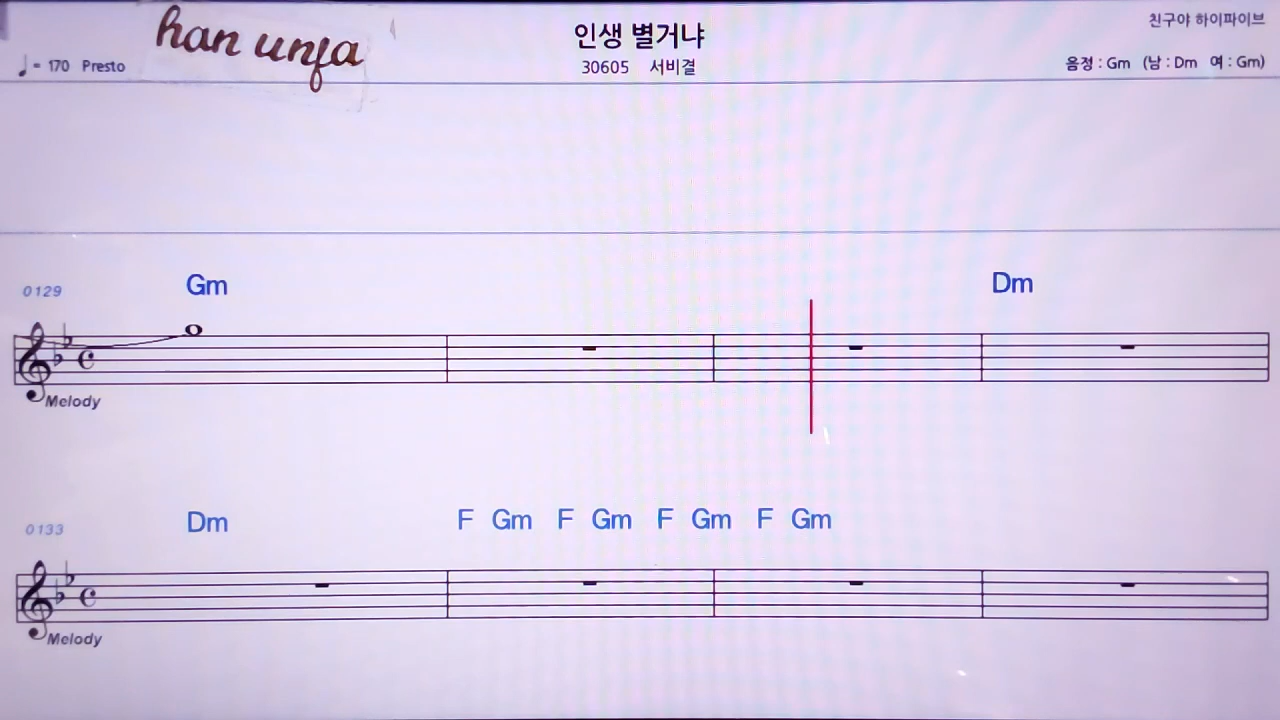 han unfa
인생 별거냐
친구야 하이파이브
♩= 170 Presto
30605 서비결
음정 : Gm (남 : Dm 여 : Gm)
0129
Gm
Dm
Melody
0133
Dm
F Gm F Gm F Gm F Gm
Melody